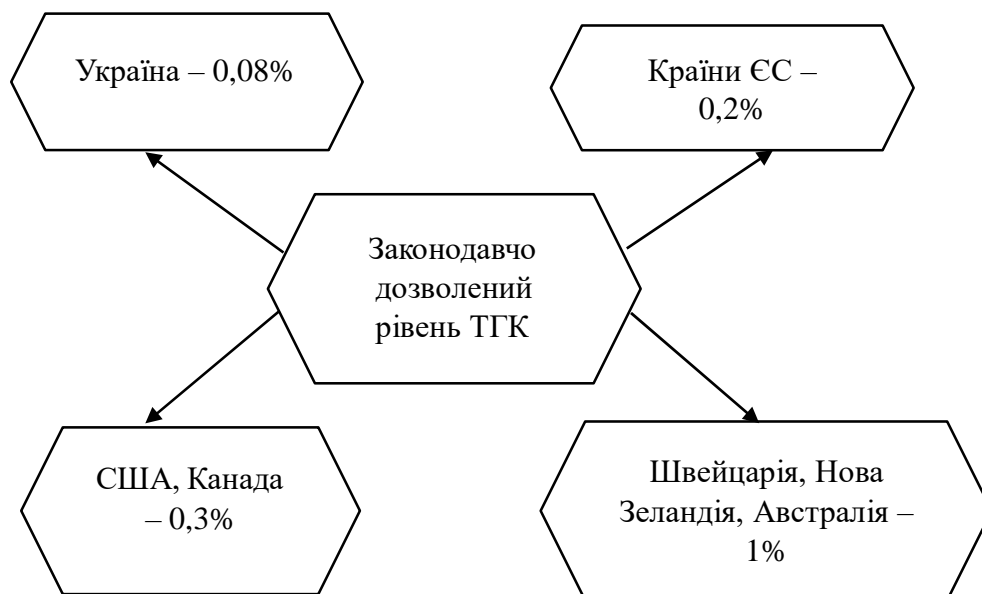 Україна – 0,08%
Країни ЄС –
0,2%
Законодавчо
дозволений
рівень ТГК
США, Канада
– 0,3%
Швейцарія, Нова
Зеландія, Австралія –
1%